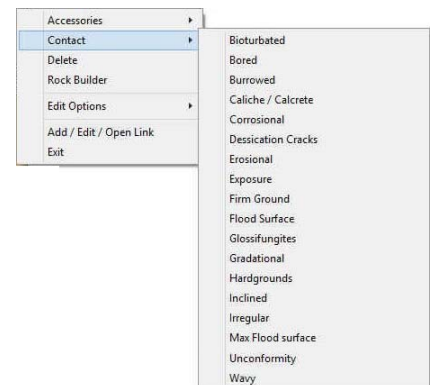 Accessories
Contact
Delete
Rock Builder
Edit Options
Add / Edit / Open Link
Exit
Bioturbated
Bored
Burrowed
Caliche / Calcrete
Corrosional
Dessication Cracks
Erosional
Exposure
Firm Ground
Flood Surface
Glossifungites
Gradational
Hardgrounds
Inclined
Irregular
Max Flood surface
Unconformity
Wavy